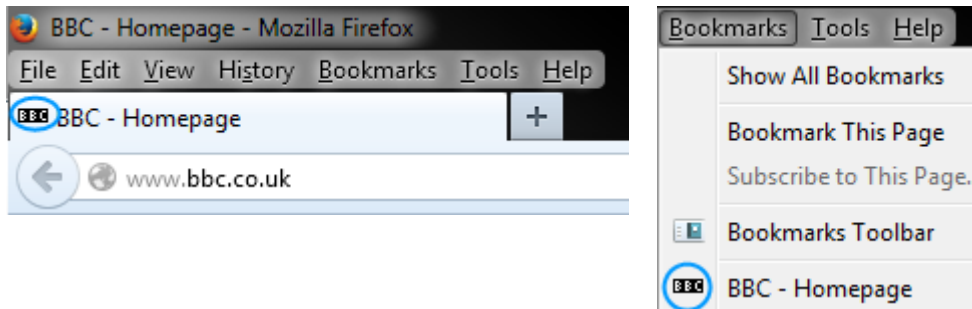 BBC - Homepage - Mozilla Firefox
File Edit View History Bookmarks Tools Help
BBC BBC - Homepage +
www.bbc.co.uk
Bookmarks Tools Help
Show All Bookmarks
Bookmark This Page
Subscribe to This Page.
Bookmarks Toolbar
BBC BBC - Homepage